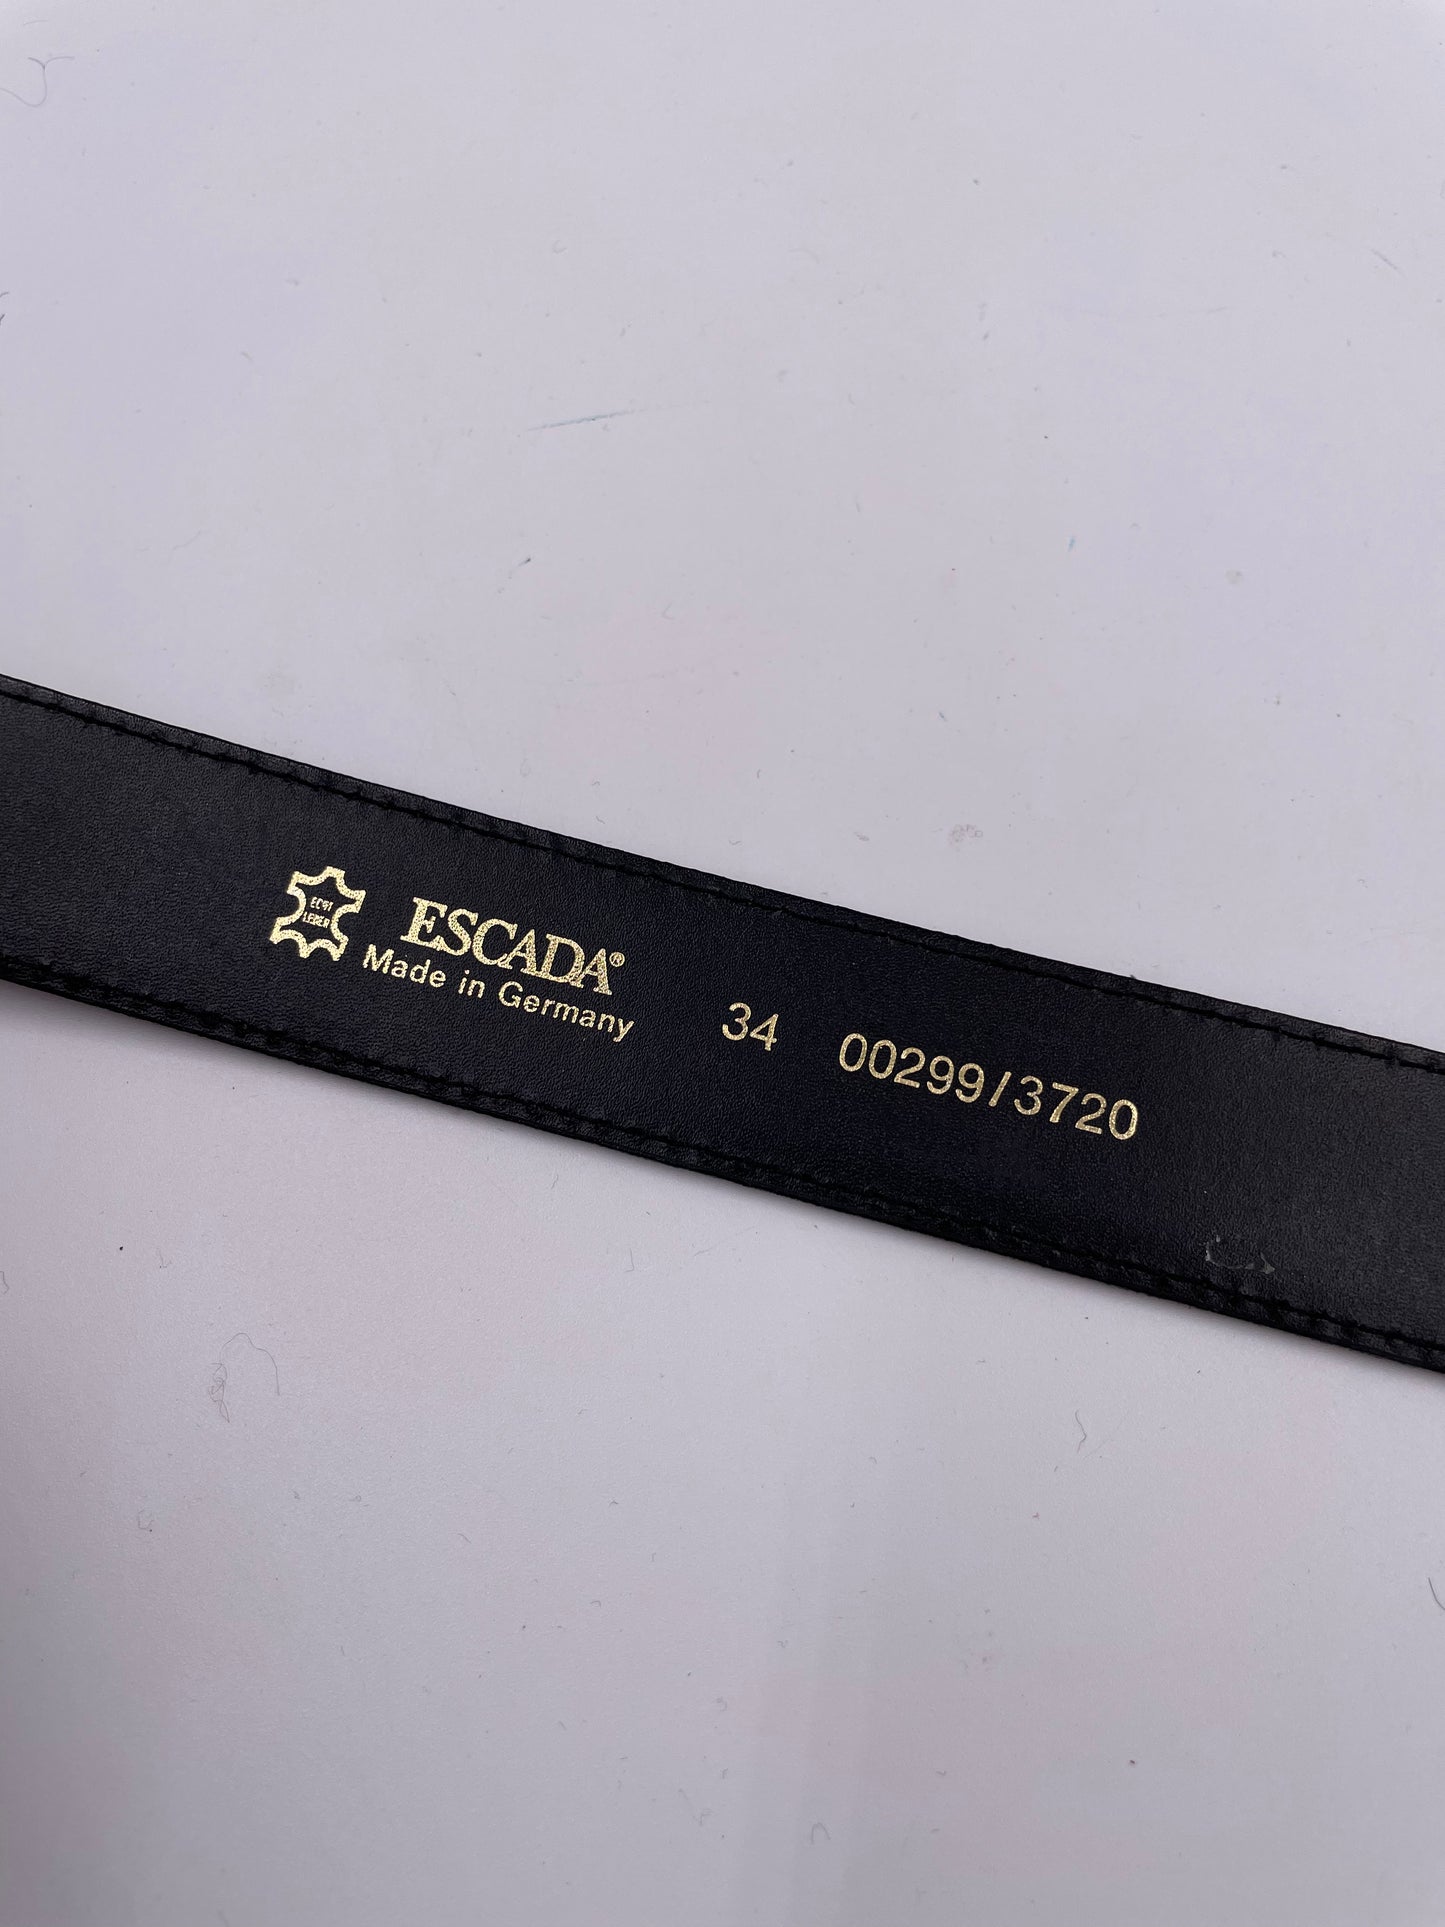 ECHT
LEDER
ESCADA®
Made in Germany
34 00299/3720